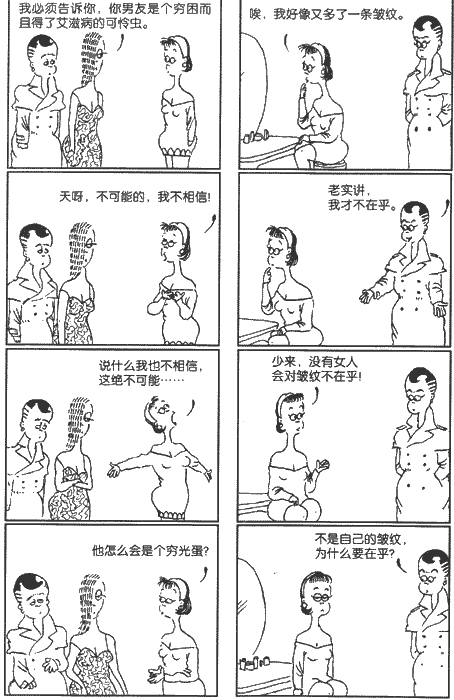 我必须告诉你，你男友是个穷困而
且得了艾滋病的可怜虫。
天呀，不可能的，我不相信！
说什么我也不相信，
这绝不可能……
他怎么会是个穷光蛋？
唉，我好像又多了一条皱纹。
老实讲，
我才不在乎。
少来，没有女人
会对皱纹不在乎！
不是自己的皱纹，
为什么要在乎？